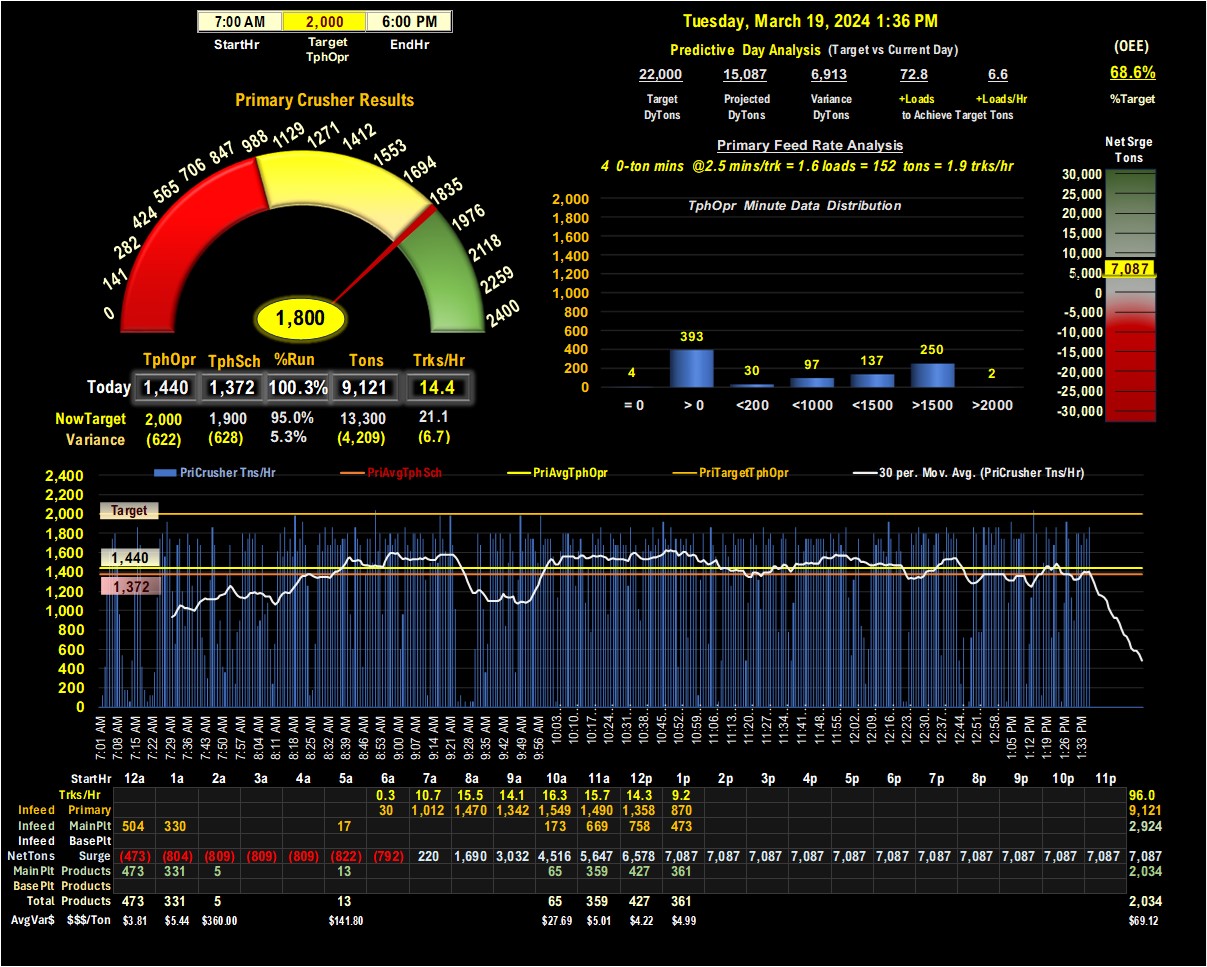 7:00 AM 2,000 6:00 PM
StartHr Target TphOpr EndHr
Tuesday, March 19, 2024 1:36 PM
Predictive Day Analysis (Target vs Current Day)
(OEE)
22,000 15,087 6,913 72.8 6.6
68.6%
Target DyTons Projected DyTons Variance DyTons +Loads +Loads/Hr
to Achieve Target Tons
%Target
Primary Crusher Results
0 141 282 424 565 706 847 988 1129 1271 1412 1553 1694 1835 1976 2118 2259 2400
1,800
Primary Feed Rate Analysis
4 0-ton mins @2.5 mins/trk = 1.6 loads = 152 tons = 1.9 trks/hr
TphOpr Minute Data Distribution
2,000
1,800
1,600
1,400
1,200
1,000
800
600
400
200
0
4 393 30 97 137 250 2
= 0 > 0 <200 <1000 <1500 >1500 >2000
Net Srge
Tons
30,000
25,000
20,000
15,000
10,000
7,087
5,000
0
-5,000
-10,000
-15,000
-20,000
-25,000
-30,000
TphOpr TphSch %Run Tons Trks/Hr
Today 1,440 1,372 100.3% 9,121 14.4
NowTarget 2,000 1,900 95.0% 13,300 21.1
Variance (622) (628) 5.3% (4,209) (6.7)
PriCrusher Tns/Hr PriAvgTphSch PriAvgTphOpr PriTargetTphOpr 30 per. Mov. Avg. (PriCrusher Tns/Hr)
2,400
2,200
2,000
1,800
1,600
1,400
1,200
1,000
800
600
400
200
0
Target
1,440
1,372
7:01 AM 7:08 AM 7:15 AM 7:22 AM 7:29 AM 7:36 AM 7:43 AM 7:50 AM 7:57 AM 8:04 AM 8:11 AM 8:18 AM 8:25 AM 8:32 AM 8:39 AM 8:46 AM 8:53 AM 9:00 AM 9:07 AM 9:14 AM 9:21 AM 9:28 AM 9:35 AM 9:42 AM 9:49 AM 9:56 AM 10:03… 10:10… 10:17… 10:24… 10:31… 10:38… 10:45… 10:52… 10:59… 11:06… 11:13… 11:20… 11:27… 11:34… 11:41… 11:48… 11:55… 12:02… 12:09… 12:16… 12:23… 12:30… 12:37… 12:44… 12:51… 12:58… 1:05 PM 1:12 PM 1:19 PM 1:26 PM 1:33 PM
StartHr 12a 1a 2a 3a 4a 5a 6a 7a 8a 9a 10a 11a 12p 1p 2p 3p 4p 5p 6p 7p 8p 9p 10p 11p
Trks/Hr 0.3 10.7 15.5 14.1 16.3 15.7 14.3 9.2 96.0
Infeed Primary 30 1,012 1,470 1,342 1,549 1,490 1,358 870 9,121
Infeed MainPlt 504 330 17 173 669 758 473 2,924
Infeed BasePlt
NetTons Surge (473) (804) (809) (809) (809) (822) (792) 220 1,690 3,032 4,516 5,647 6,578 7,087 7,087 7,087 7,087 7,087 7,087 7,087 7,087 7,087 7,087 7,087 7,087
MainPlt Products 473 331 5 13 65 359 427 361 2,034
BasePlt Products
Total Products 473 331 5 13 65 359 427 361 2,034
AvgVar$ $$$/Ton $3.81 $5.44 $360.00 $141.80 $27.69 $5.01 $4.22 $4.99 $69.12